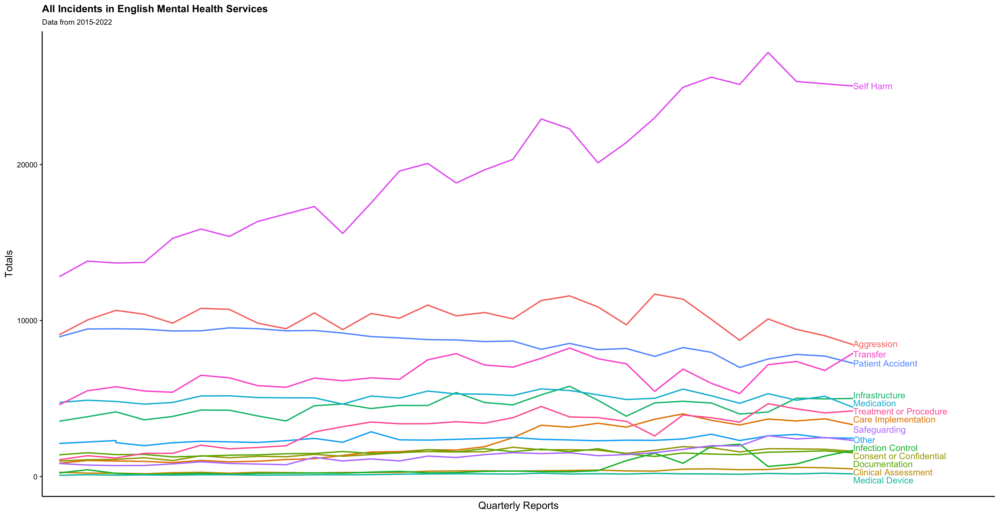 All Incidents in English Mental Health Services
Data from 2015-2022
Totals
20000
10000
0
Self Harm
Aggression
Transfer
Patient Accident
Infrastructure
Medication
Treatment or Procedure
Care Implementation
Safeguarding
Other
Infection Control
Consent or Confidential
Documentation
Clinical Assessment
Medical Device
Quarterly Reports